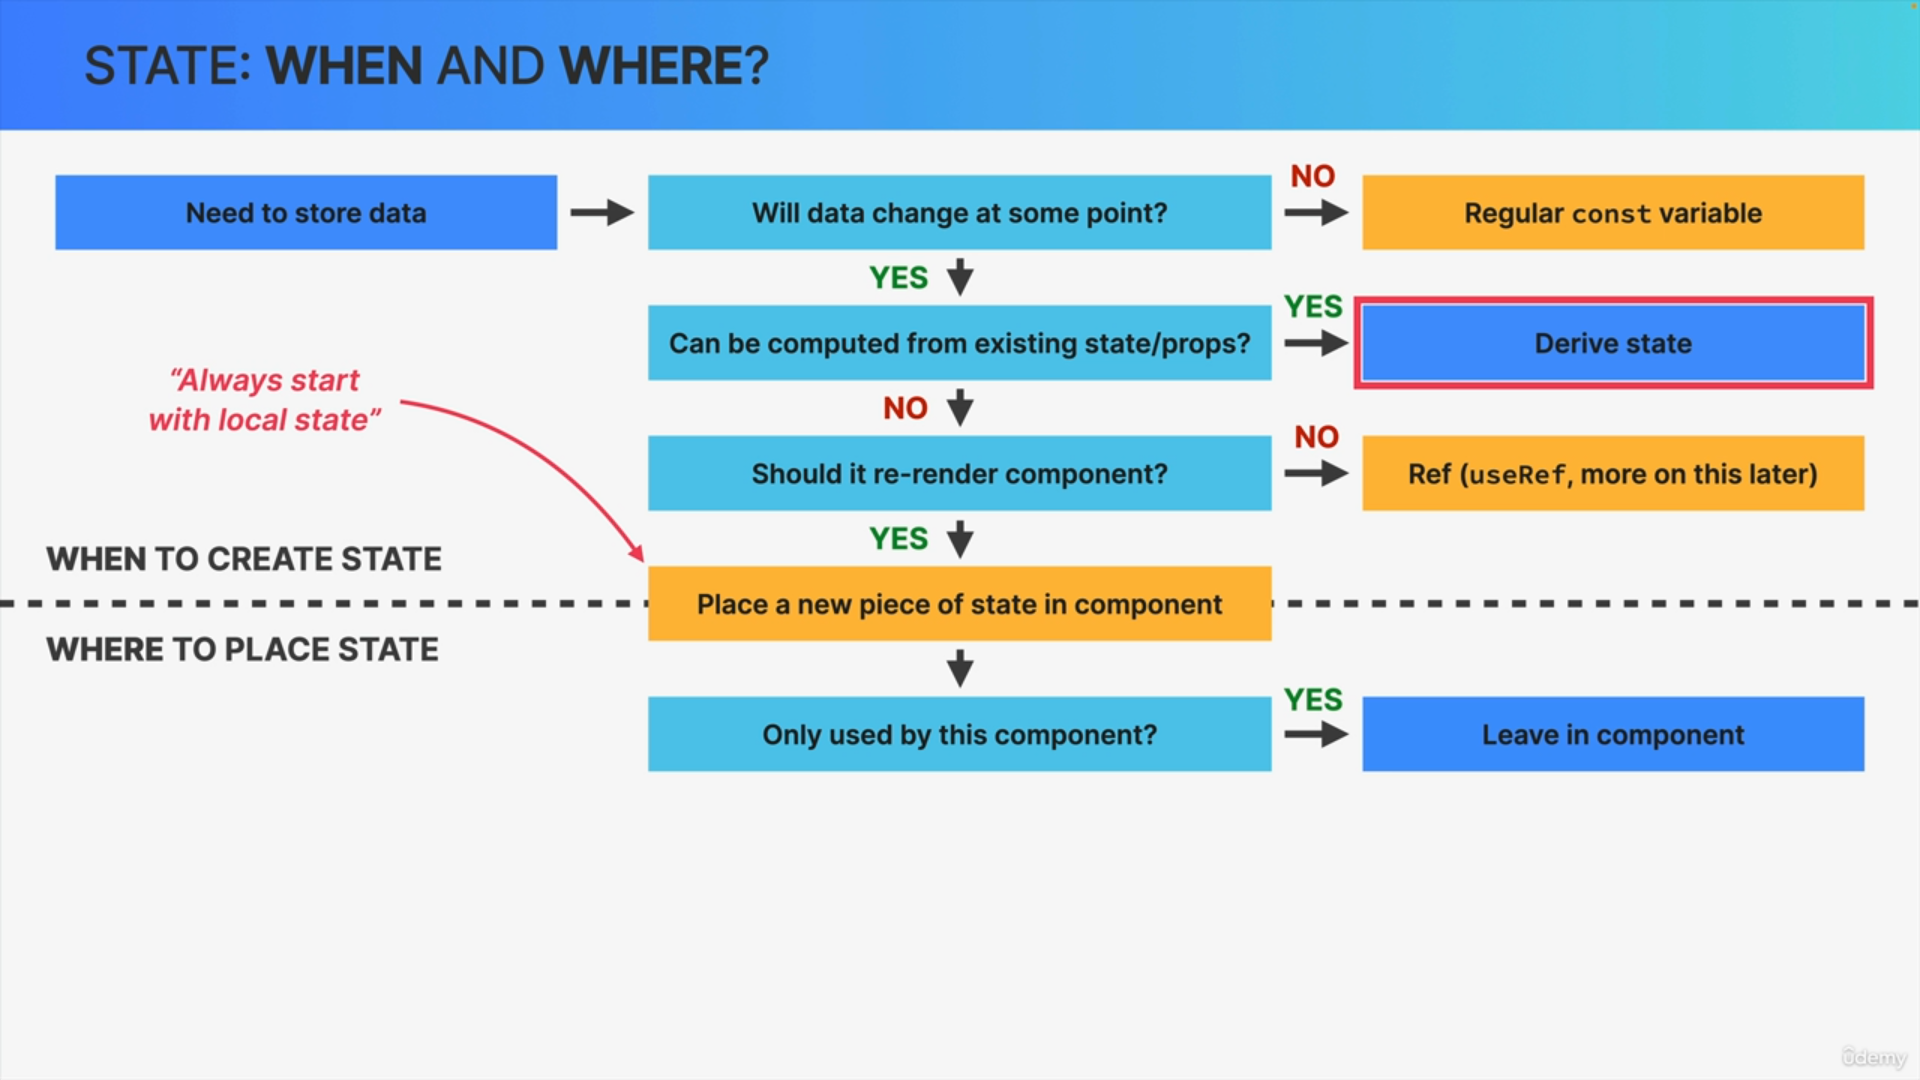 STATE: WHEN AND WHERE?
Need to store data
Will data change at some point?
NO
Regular const variable
YES
Can be computed from existing state/props?
YES
Derive state
“Always start
with local state”
NO
Should it re-render component?
NO
Ref (useRef, more on this later)
YES
WHEN TO CREATE STATE
Place a new piece of state in component
WHERE TO PLACE STATE
Only used by this component?
YES
Leave in component
ûdemy